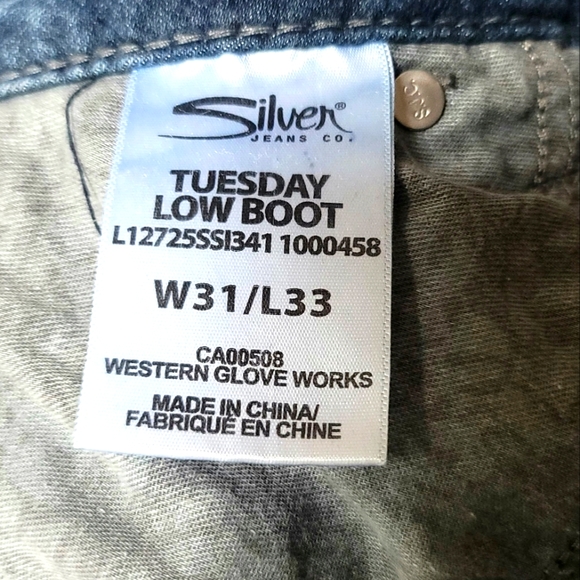 Silver®
JEANS CO.
TUESDAY
LOW BOOT
L12725SSI341 1000458
W31/L33
CA00508
WESTERN GLOVE WORKS
MADE IN CHINA/
FABRIQUÉ EN CHINE